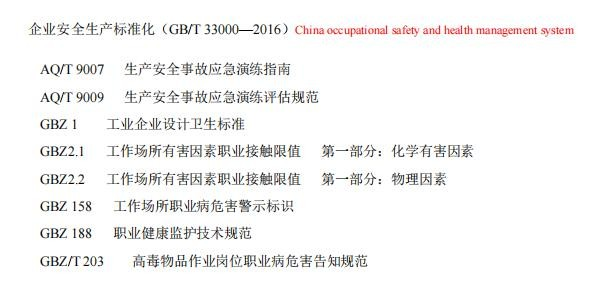 企业安全生产标准化（GB/T 33000—2016）China occupational safety and health management system
AQ/T 9007 生产安全事故应急演练指南
AQ/T 9009 生产安全事故应急演练评估规范
GBZ 1 工业企业设计卫生标准
GBZ2.1 工作场所有害因素职业接触限值 第一部分：化学有害因素
GBZ2.2 工作场所有害因素职业接触限值 第一部分：物理因素
GBZ 158 工作场所职业病危害警示标识
GBZ 188 职业健康监护技术规范
GBZ/T 203 高毒物品作业岗位职业病危害告知规范